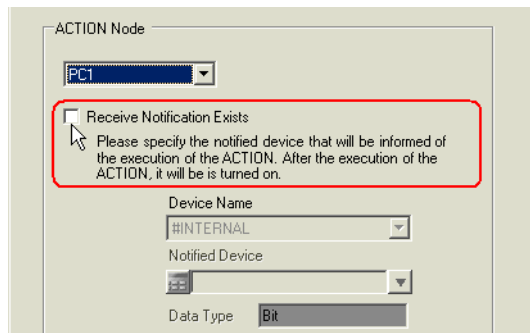 ACTION Node
PC1
Receive Notification Exists
Please specify the notified device that will be informed of
the execution of the ACTION. After the execution of the
ACTION, it will be is turned on.
Device Name
#INTERNAL
Notified Device
Data Type Bit